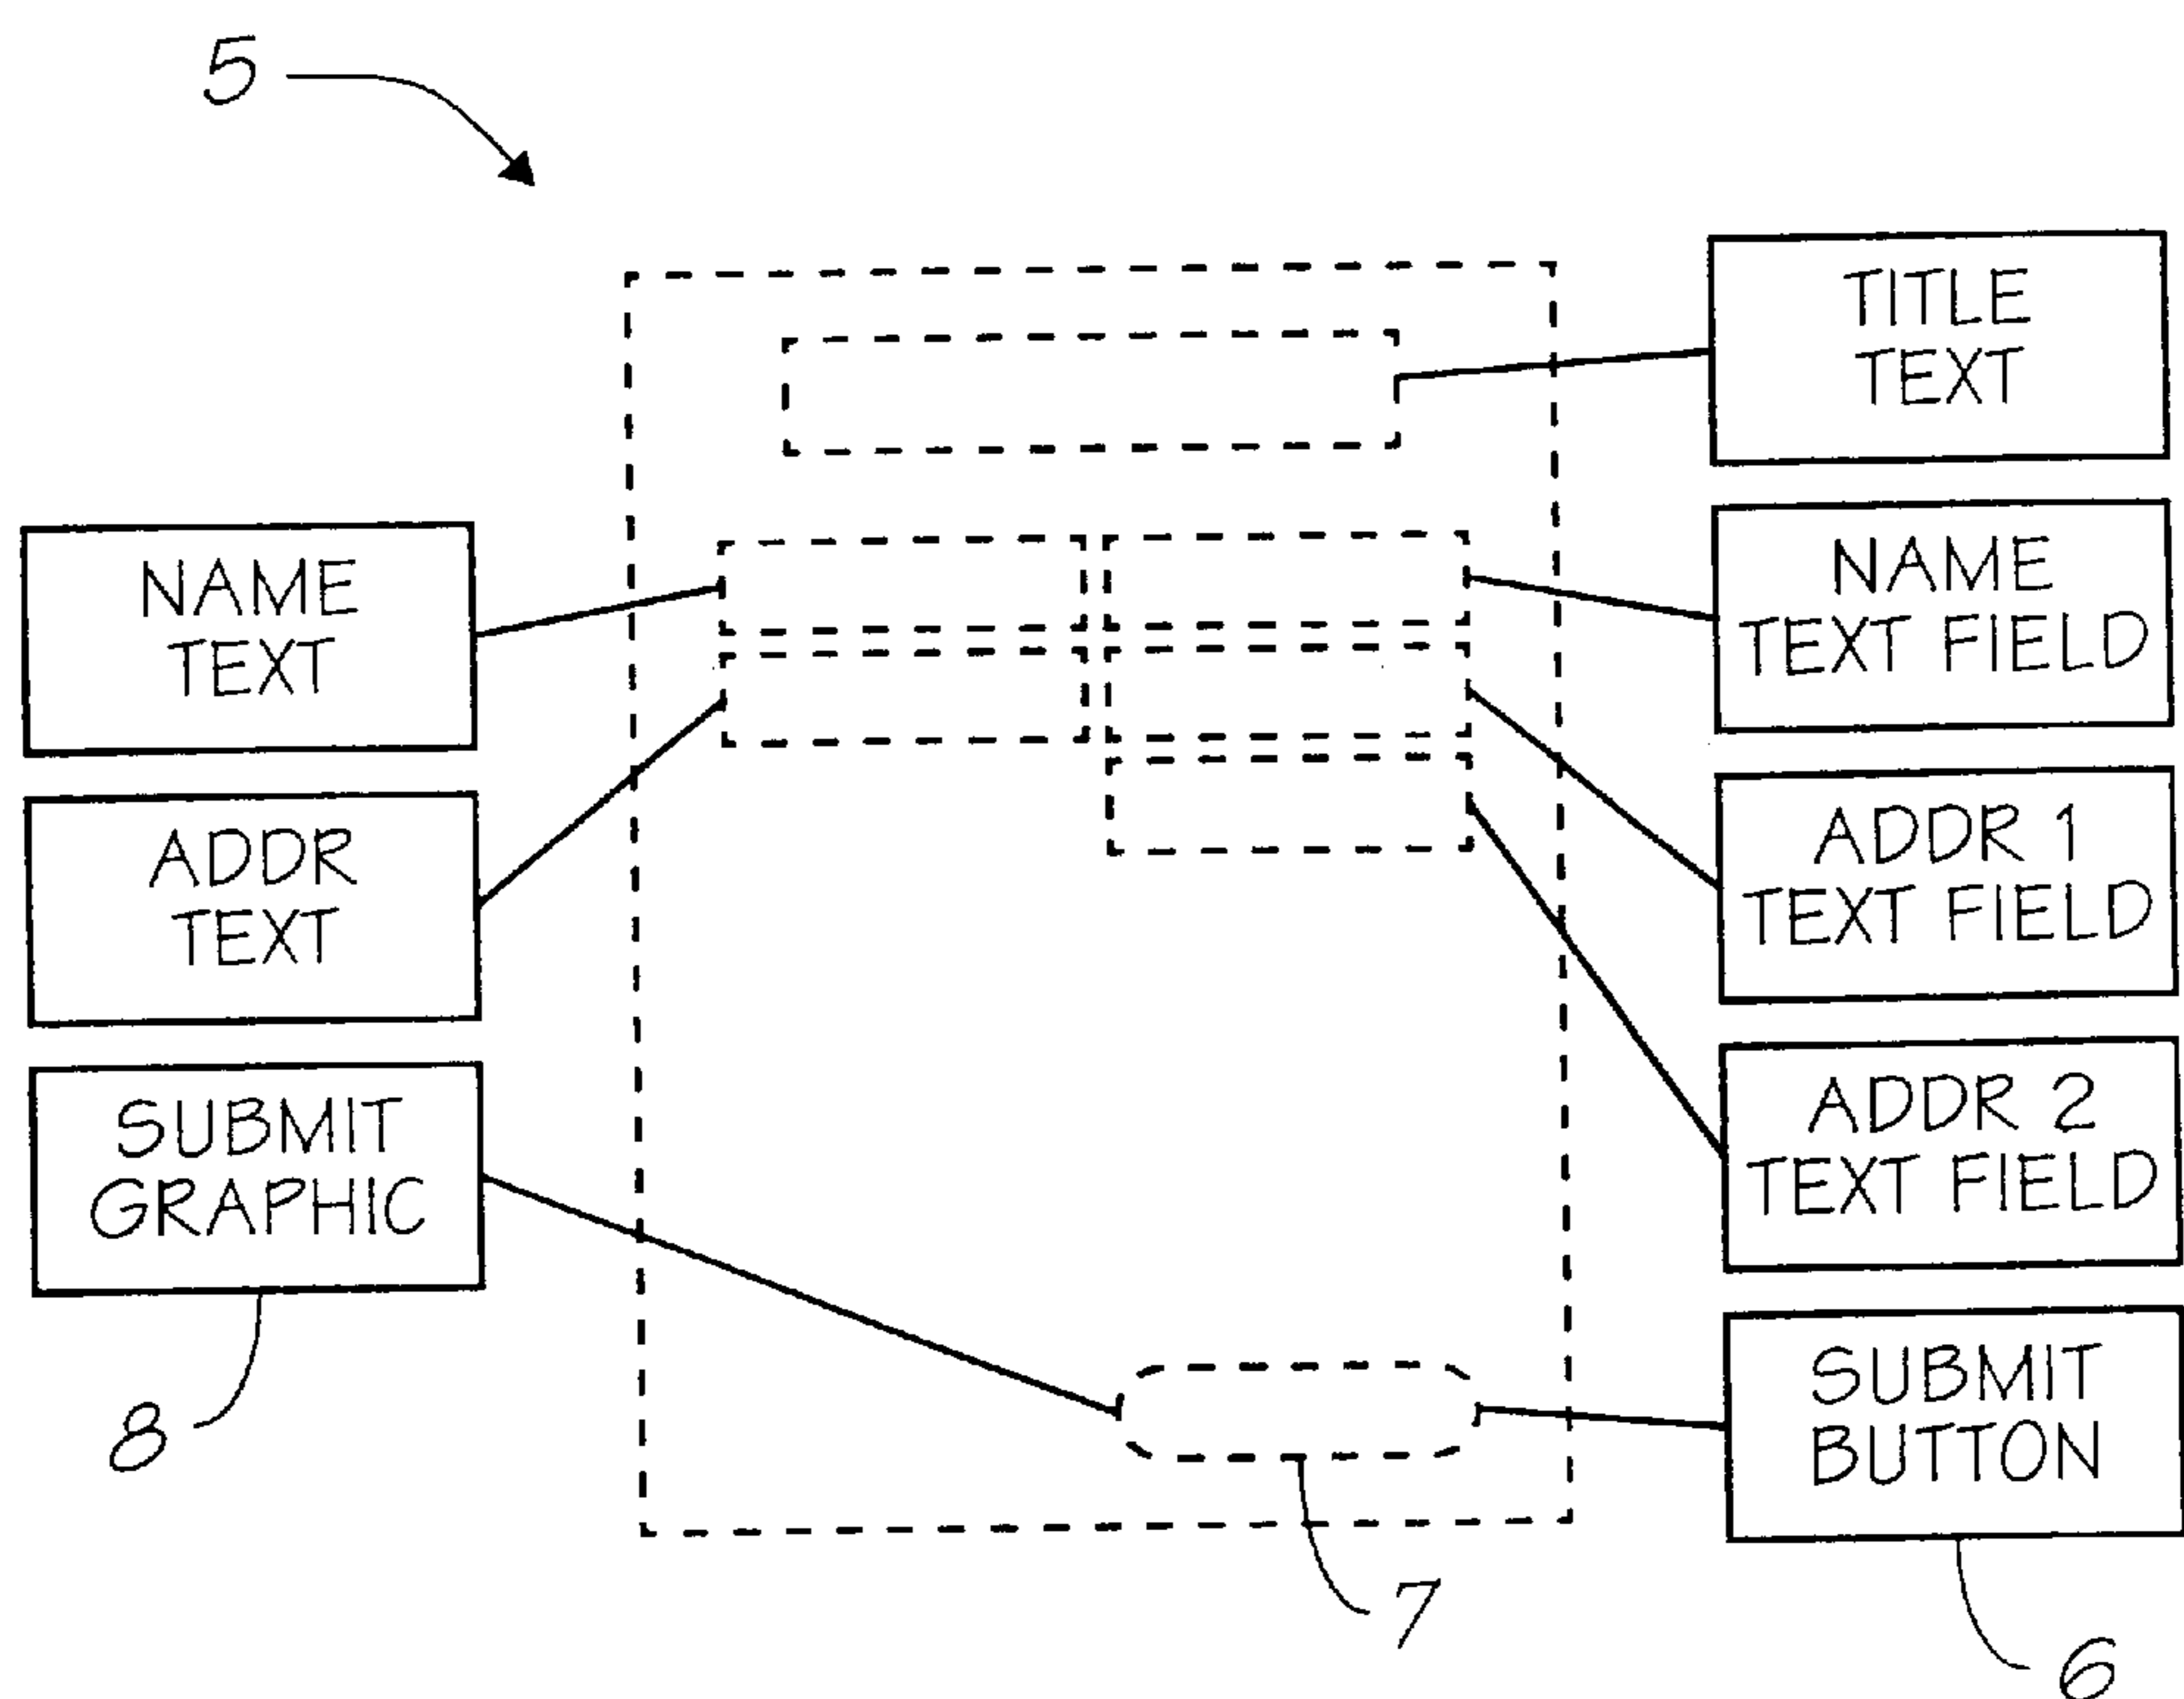 5
TITLE
TEXT
NAME
TEXT
NAME
TEXT FIELD
ADDR
TEXT
ADDR 1
TEXT FIELD
SUBMIT
GRAPHIC
ADDR 2
TEXT FIELD
SUBMIT
BUTTON
8
7
6